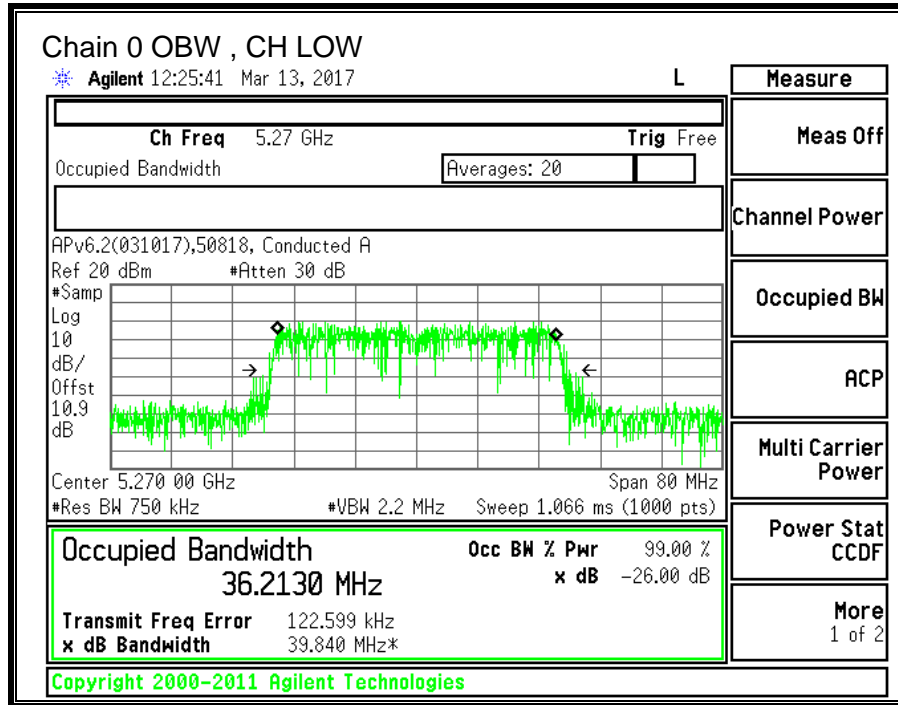 Chain 0 OBW , CH LOW
Agilent 12:25:41 Mar 13, 2017 L
Measure
Ch Freq 5.27 GHz Trig Free
Meas Off
Occupied Bandwidth Averages: 20
Channel Power
APv6.2(031017),50818, Conducted A
Ref 20 dBm #Atten 30 dB
#Samp
Log
10
dB/
Offst
10.9
dB
Occupied BW
ACP
Multi Carrier
Power
Center 5.270 00 GHz Span 80 MHz
#Res BW 750 kHz #VBW 2.2 MHz Sweep 1.066 ms (1000 pts)
Power Stat
CCDF
Occupied Bandwidth Occ BW % Pwr 99.00 %
36.2130 MHz x dB -26.00 dB
Transmit Freq Error 122.599 kHz
x dB Bandwidth 39.840 MHz*
More
1 of 2
Copyright 2000-2011 Agilent Technologies